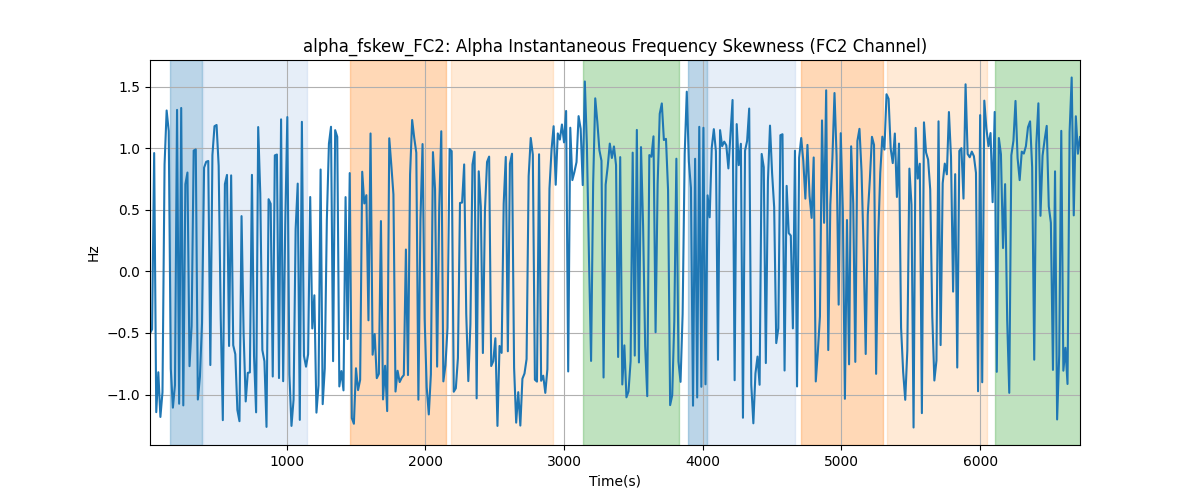 alpha_fskew_FC2: Alpha Instantaneous Frequency Skewness (FC2 Channel)
1.5
1.0
0.5
0.0
−0.5
−1.0
Hz
1000 2000 3000 4000 5000 6000
Time(s)